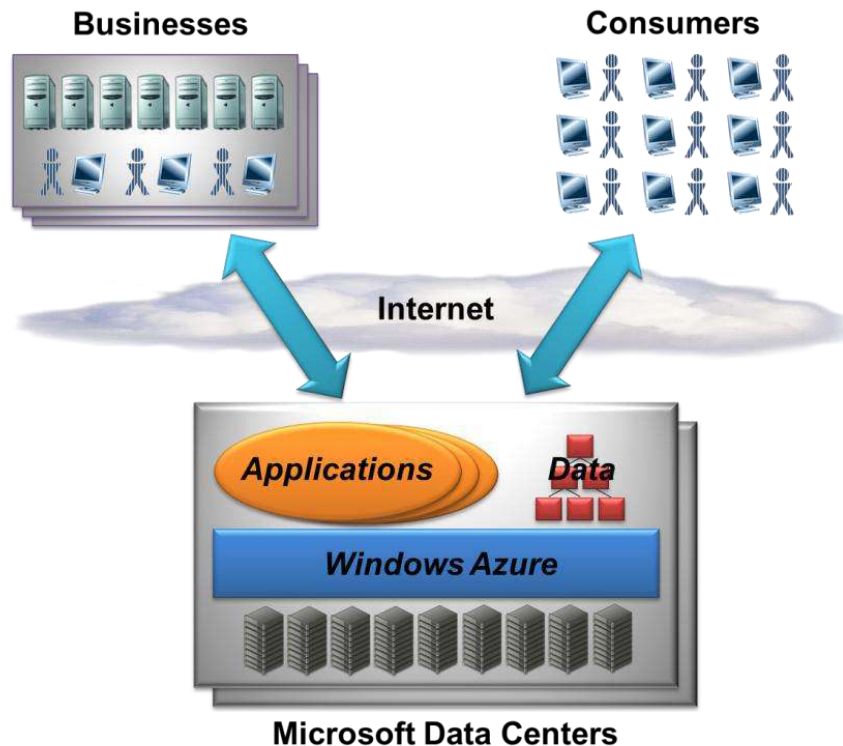 Businesses
Consumers
Internet
Applications
Data
Windows Azure
Microsoft Data Centers